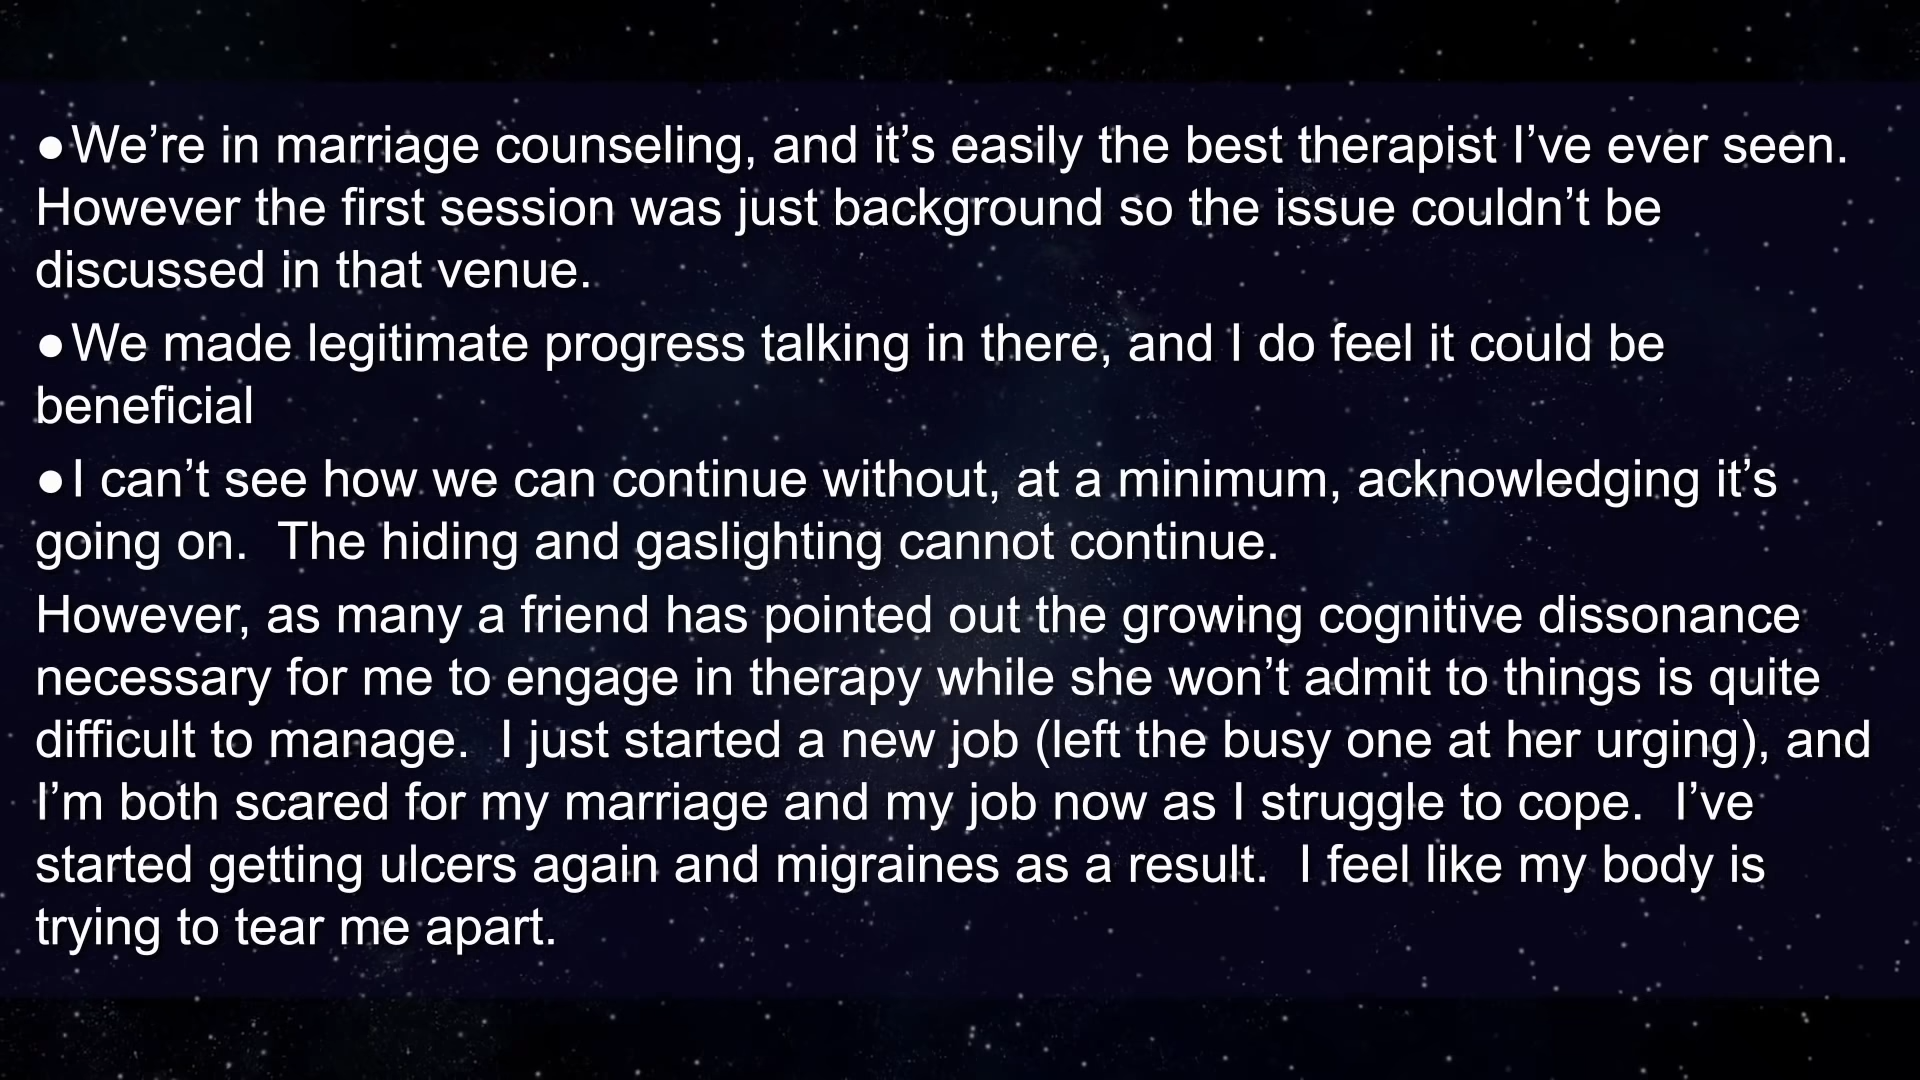 ●We’re in marriage counseling, and it’s easily the best therapist I’ve ever seen.
However the first session was just background so the issue couldn’t be
discussed in that venue.
●We made legitimate progress talking in there, and I do feel it could be
beneficial
●I can’t see how we can continue without, at a minimum, acknowledging it’s
going on.  The hiding and gaslighting cannot continue.
However, as many a friend has pointed out the growing cognitive dissonance
necessary for me to engage in therapy while she won’t admit to things is quite
difficult to manage.  I just started a new job (left the busy one at her urging), and
I’m both scared for my marriage and my job now as I struggle to cope.  I’ve
started getting ulcers again and migraines as a result.  I feel like my body is
trying to tear me apart.